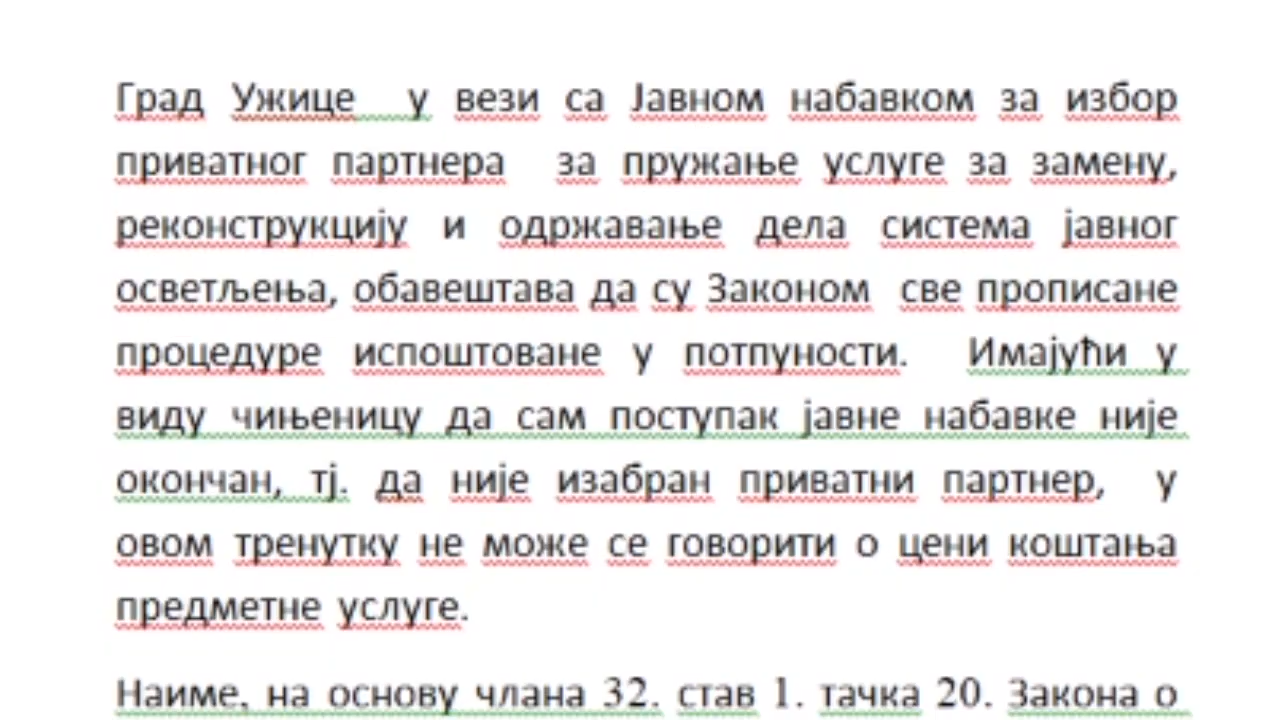 Град Ужице у вези са Јавном набавком за избор
приватног партнера за пружање услуге за замену,
реконструкцију и одржавање дела система јавног
осветљења, обавештава да су Законом све прописане
процедуре испоштоване у потпуности. Имајући у
виду чињеницу да сам поступак јавне набавке није
окончан, тј. да није изабран приватни партнер, у
овом тренутку не може се говорити о цени коштања
предметне услуге.
Наиме, на основу члана 32. став 1. тачка 20. Закона о